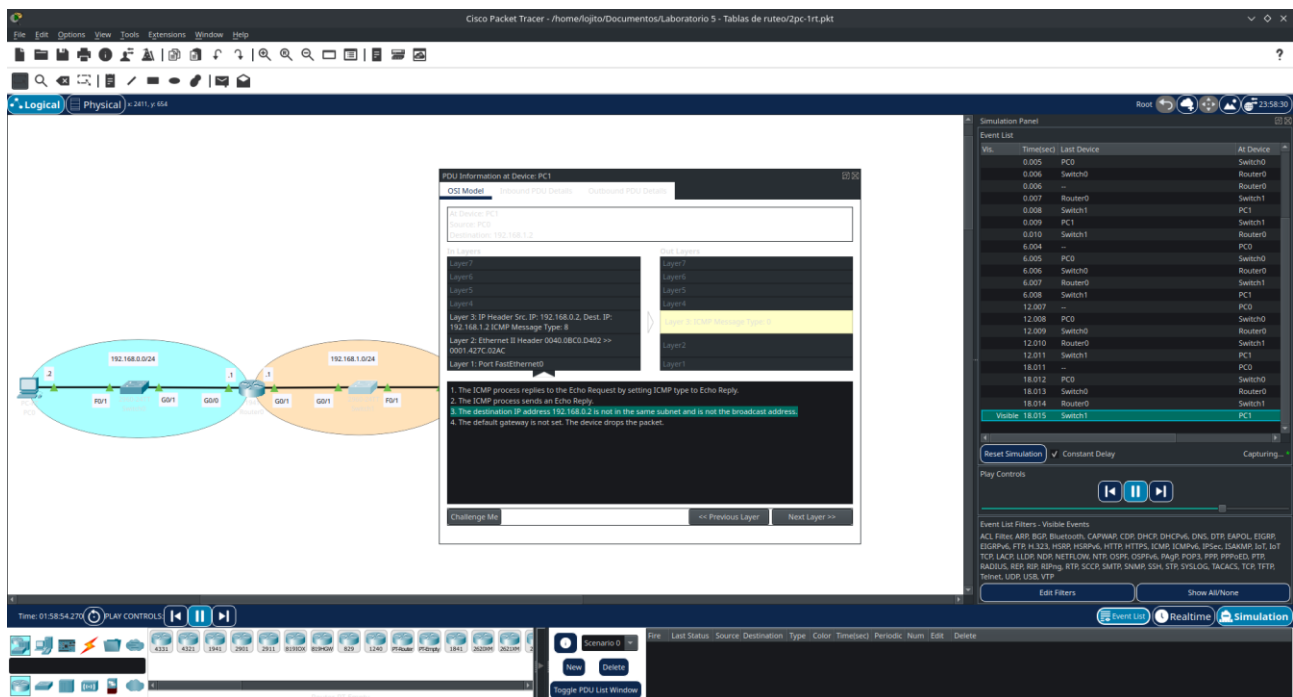 Cisco Packet Tracer - /home/lojito/Documentos/Laboratorio 5 - Tablas de ruteo/2pc-1rt.pkt
File Edit Options View Tools Extensions Window Help
?
Logical Physical x: 2411, y: 654 Root 23:58:30
Simulation Panel
Event List
Vis. Time(sec) Last Device At Device
0.005 PC0 Switch0
0.006 Switch0 Router0
0.006 -- Router0
0.007 Router0 Switch1
0.008 Switch1 PC1
0.009 PC1 Switch1
0.010 Switch1 Router0
6.004 -- PC0
6.005 PC0 Switch0
6.006 Switch0 Router0
6.007 Router0 Switch1
6.008 Switch1 PC1
12.007 -- PC0
12.008 PC0 Switch0
12.009 Switch0 Router0
12.010 Router0 Switch1
12.011 Switch1 PC1
18.011 -- PC0
18.012 PC0 Switch0
18.013 Switch0 Router0
18.014 Router0 Switch1
Visible 18.015 Switch1 PC1
Reset Simulation ✓ Constant Delay Capturing...
Play Controls
Event List Filters - Visible Events
ACL Filter, ARP, BGP, Bluetooth, CAPWAP, CDP, DHCP, DHCPv6, DNS, DTP, EAPOL, EIGRP,
EIGRPv6, FTP, H.323, HSRP, HSRPv6, HTTP, HTTPS, ICMP, ICMPv6, IPSec, ISAKMP, IoT, IoT
TCP, LACP, LLDP, NDP, NETFLOW, NTP, OSPF, OSPFv6, PAgP, POP3, PPP, PPPoED, PTP,
RADIUS, REP, RIP, RIPng, RTP, SCCP, SMTP, SNMP, SSH, STP, SYSLOG, TACACS, TCP, TFTP,
Telnet, UDP, USB, VTP
Edit Filters Show All/None
PDU Information at Device: PC1
OSI Model Inbound PDU Details Outbound PDU Details
At Device: PC1
Source: PC0
Destination: 192.168.1.2
In Layers Out Layers
Layer7 Layer7
Layer6 Layer6
Layer5 Layer5
Layer4 Layer4
Layer 3: IP Header Src. IP: 192.168.0.2, Dest. IP:
192.168.1.2 ICMP Message Type: 8
Layer 3: ICMP Message Type: 0
Layer 2: Ethernet II Header 0040.0BC0.D402 >>
0001.427C.02AC
Layer2
Layer 1: Port FastEthernet0 Layer1
1. The ICMP process replies to the Echo Request by setting ICMP type to Echo Reply.
2. The ICMP process sends an Echo Reply.
3. The destination IP address 192.168.0.2 is not in the same subnet and is not the broadcast address.
4. The default gateway is not set. The device drops the packet.
Challenge Me << Previous Layer Next Layer >>
192.168.0.0/24 192.168.1.0/24
.2 .1 .1
F0/1 G0/1 G0/0 G0/1 G0/1 F0/1
Time: 01:58:54.270 PLAY CONTROLS: Event List Realtime Simulation
4331 4321 1941 2901 2911 819IOX 819HGW 829 1240 PT-Router PT-Empty 1841 2620XM 2621XM
Scenario 0
New Delete
Toggle PDU List Window
Fire Last Status Source Destination Type Color Time(sec) Periodic Num Edit Delete